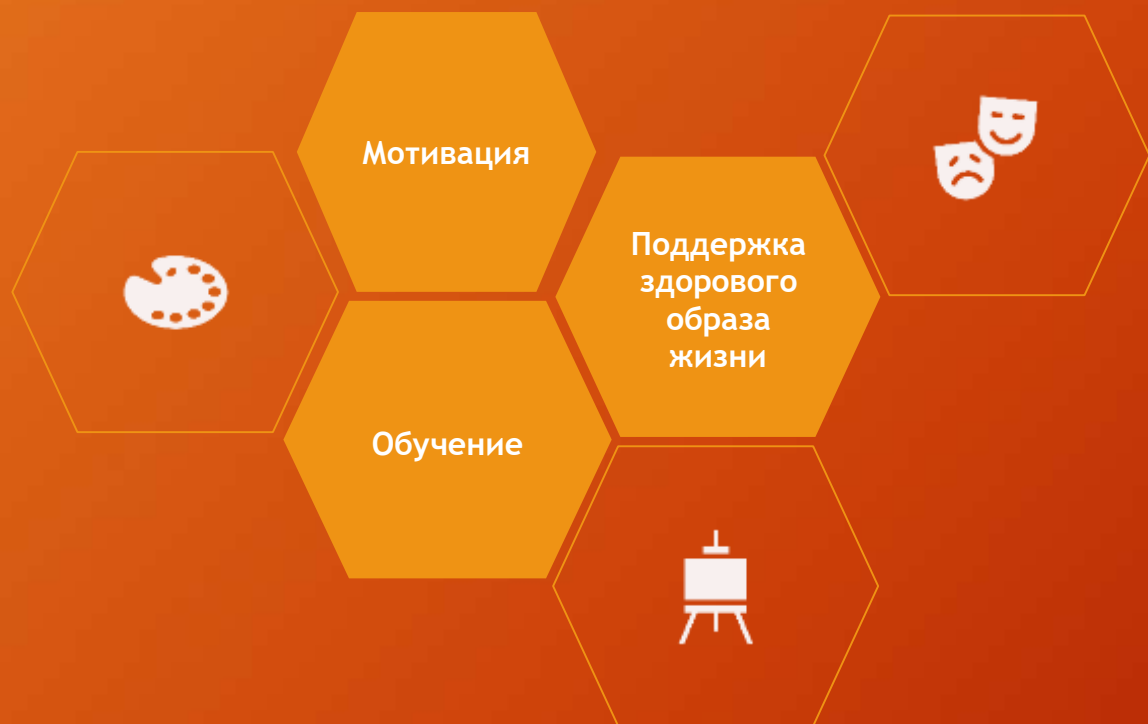 Мотивация
Поддержка
здорового
образа
жизни
Обучение